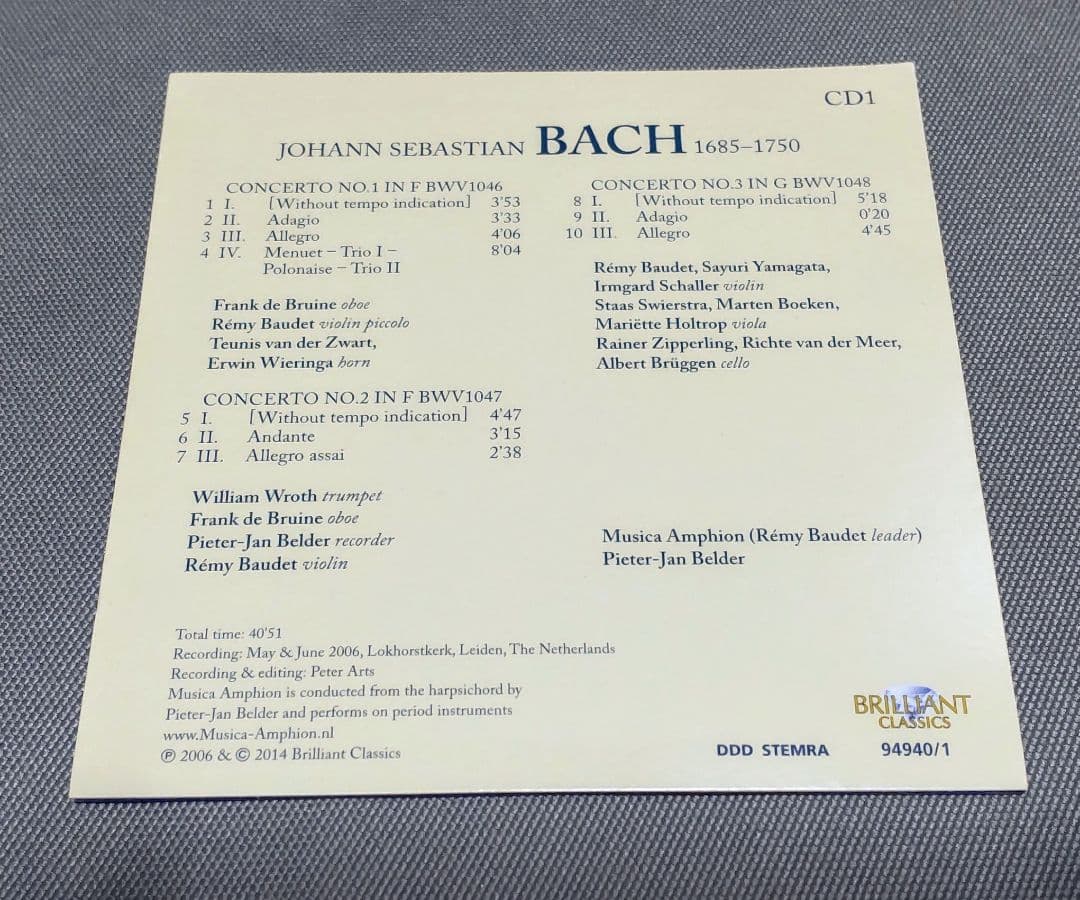 CD1
JOHANN SEBASTIAN BACH 1685–1750
CONCERTO NO.1 IN F BWV1046
1 I. [Without tempo indication] 3'53
2 II. Adagio 3'33
3 III. Allegro 4'06
4 IV. Menuet – Trio I – 8'04
Polonaise – Trio II
Frank de Bruine oboe
Rémy Baudet violin piccolo
Teunis van der Zwart,
Erwin Wieringa horn
CONCERTO NO.2 IN F BWV1047
5 I. [Without tempo indication] 4'47
6 II. Andante 3'15
7 III. Allegro assai 2'38
William Wroth trumpet
Frank de Bruine oboe
Pieter-Jan Belder recorder
Rémy Baudet violin
CONCERTO NO.3 IN G BWV1048
8 I. [Without tempo indication] 5'18
9 II. Adagio 0'20
10 III. Allegro 4'45
Rémy Baudet, Sayuri Yamagata,
Irmgard Schaller violin
Staas Swierstra, Marten Boeken,
Mariëtte Holtrop viola
Rainer Zipperling, Richte van der Meer,
Albert Brüggen cello
Musica Amphion (Rémy Baudet leader)
Pieter-Jan Belder
Total time: 40'51
Recording: May & June 2006, Lokhorstkerk, Leiden, The Netherlands
Recording & editing: Peter Arts
Musica Amphion is conducted from the harpsichord by
Pieter-Jan Belder and performs on period instruments
www.Musica-Amphion.nl
℗ 2006 & © 2014 Brilliant Classics
BRILLIANT
CLASSICS
DDD STEMRA 94940/1